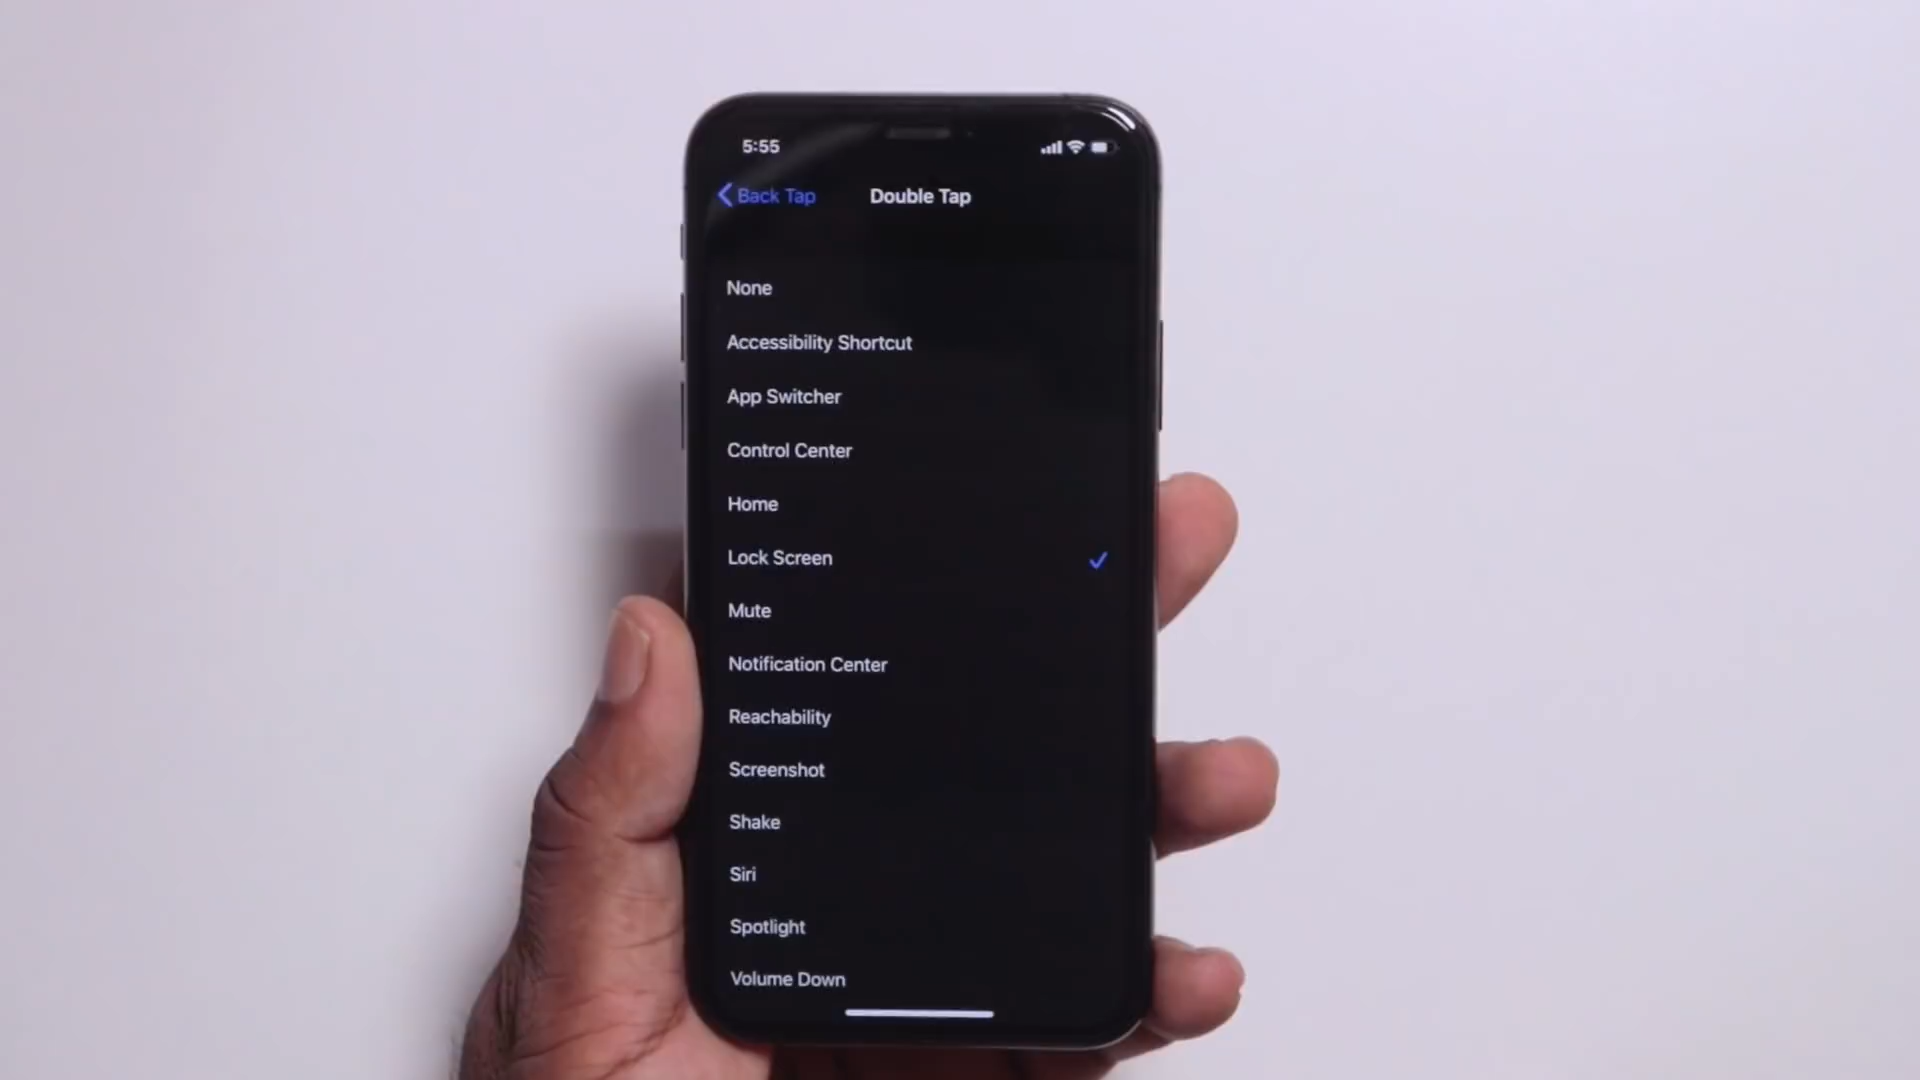 5:55
Back Tap
Double Tap
None
Accessibility Shortcut
App Switcher
Control Center
Home
Lock Screen
Mute
Notification Center
Reachability
Screenshot
Shake
Siri
Spotlight
Volume Down